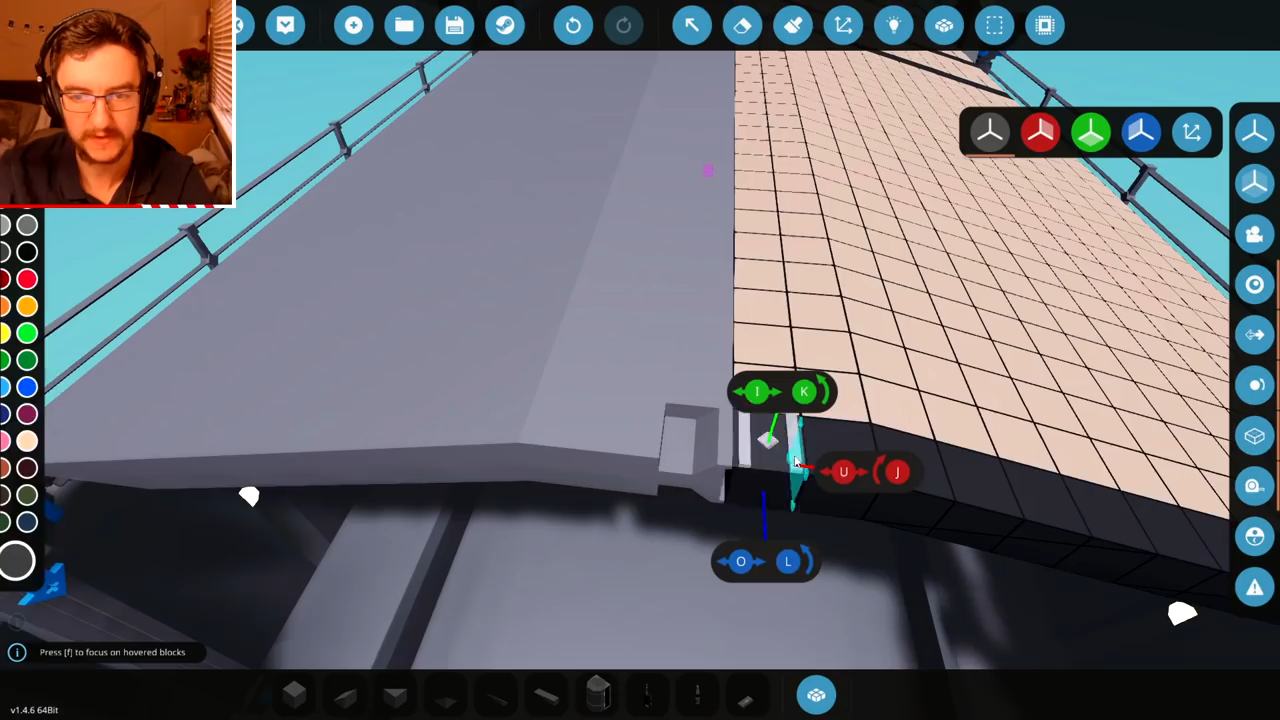 I K
U J
O L
Press [f] to focus on hovered blocks
v1.4.6 64Bit